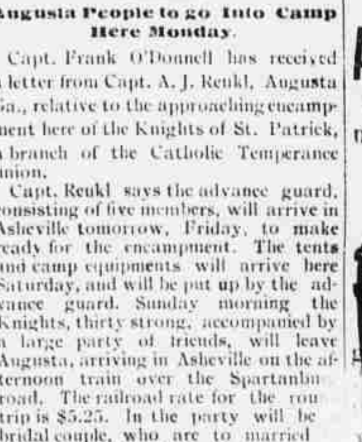 Augusta People to go Into Camp
Here Monday.
Capt. Frank O'Donnell has received
a letter from Capt. A. J. Renkl, Augusta
Ga., relative to the approaching encamp-
ment here of the Knights of St. Patrick,
a branch of the Catholic Temperance
union.
Capt. Reukl says the advance guard,
consisting of five members, will arrive in
Asheville tomorrow, Friday, to make
ready for the encampment. The tents
and camp equipments will arrive here
Saturday, and will be put up by the ad-
vance guard. Sunday morning the
Knights, thirty strong, accompanied by
a large party of friends, will leave
Augusta, arriving in Asheville on the af-
ternoon train over the Spartanbu
road. The railroad rate for the rou
trip is $5.25. In the party will be
bridal couple, who are to married